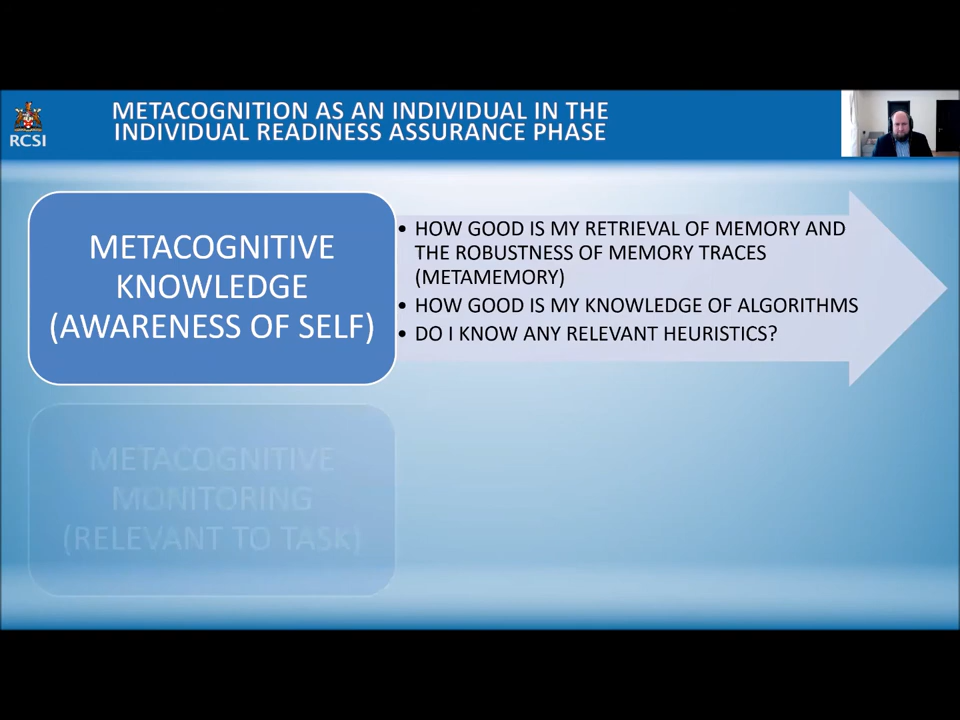 METACOGNITION AS AN INDIVIDUAL IN THE
INDIVIDUAL READINESS ASSURANCE PHASE
RCSI
METACOGNITIVE
KNOWLEDGE
(AWARENESS OF SELF)
• HOW GOOD IS MY RETRIEVAL OF MEMORY AND
THE ROBUSTNESS OF MEMORY TRACES
(METAMEMORY)
• HOW GOOD IS MY KNOWLEDGE OF ALGORITHMS
• DO I KNOW ANY RELEVANT HEURISTICS?
METACOGNITIVE
MONITORING
(RELEVANT TO TASK)